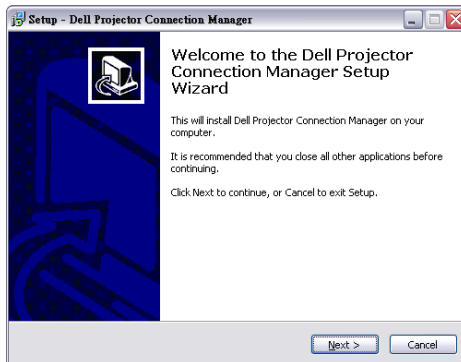 Setup - Dell Projector Connection Manager
Welcome to the Dell Projector
Connection Manager Setup
Wizard
This will install Dell Projector Connection Manager on your
computer.
It is recommended that you close all other applications before
continuing.
Click Next to continue, or Cancel to exit Setup.
Next > Cancel